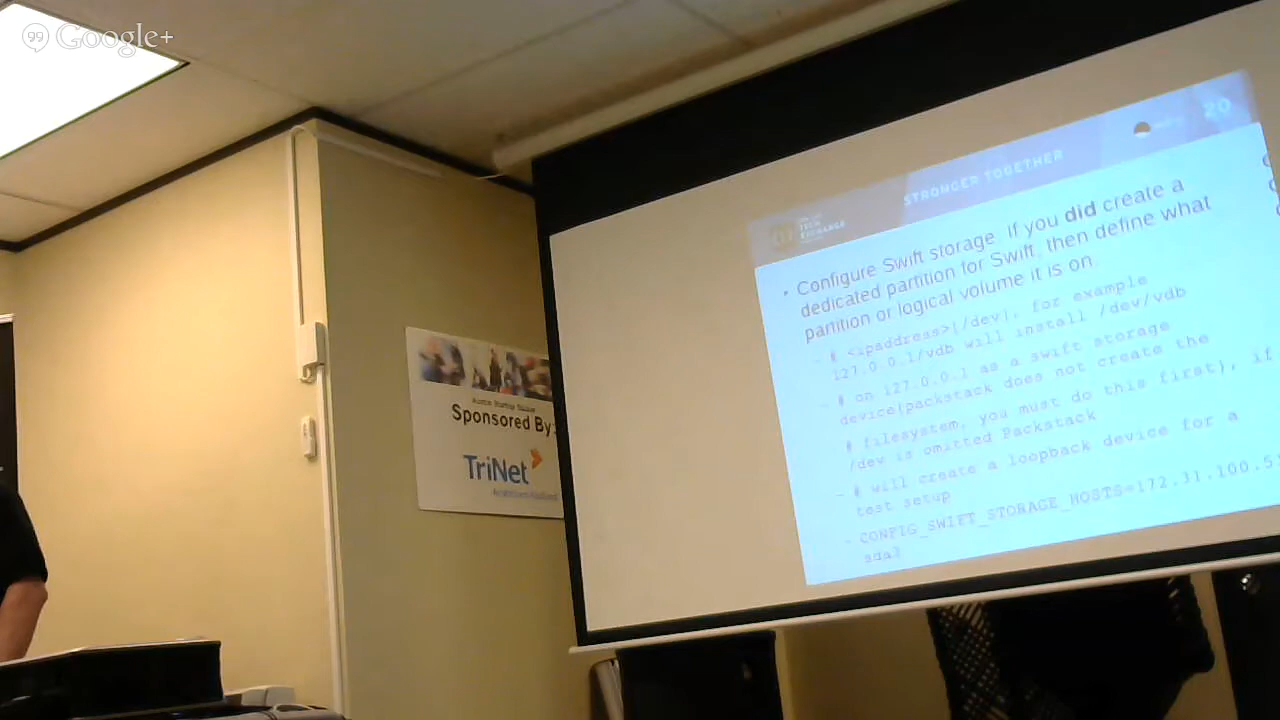 Google+
20
STRONGER TOGETHER
TECH
EXCHANGE
• Configure Swift storage. If you did create a
dedicated partition for Swift, then define what
partition or logical volume it is on
– # <ipaddress>[/dev], for example
127.0.0.1/vdb will install /dev/vdb
– # on 127.0.0.1 as a swift storage
device(packstack does not create the
# filesystem, you must do this first), if
/dev is omitted Packstack
– # will create a loopback device for a
test setup
– CONFIG_SWIFT_STORAGE_HOSTS=172.31.100.5
sda3
Sponsored By:
TriNet